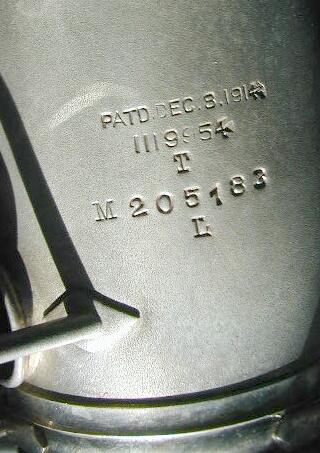 PATD. DEC. 8. 1914
1119954
T
M 205183
L